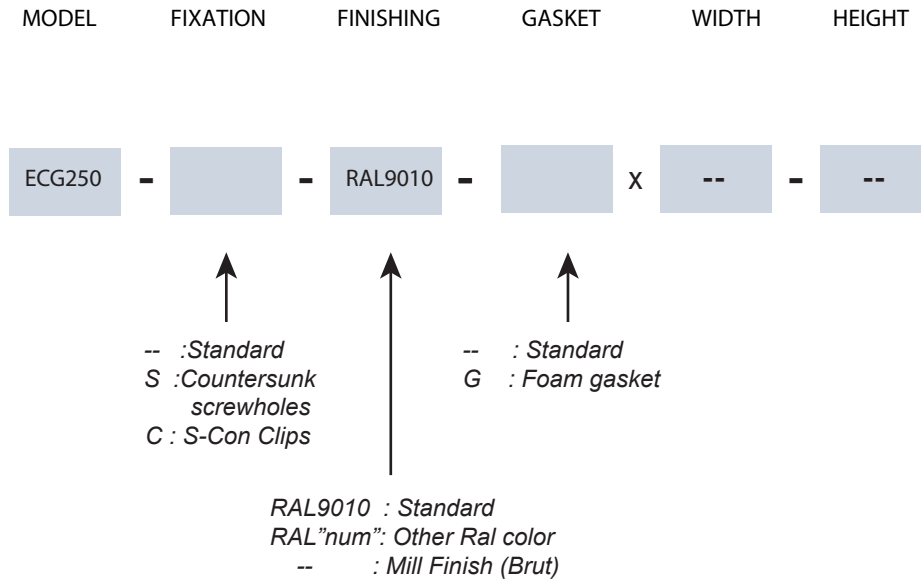 MODEL FIXATION FINISHING GASKET WIDTH HEIGHT
ECG250 - - RAL9010 - x -- - --
-- :Standard
S :Countersunk
screwholes
C : S-Con Clips
-- : Standard
G : Foam gasket
RAL9010 : Standard
RAL”num”: Other Ral color
-- : Mill Finish (Brut)